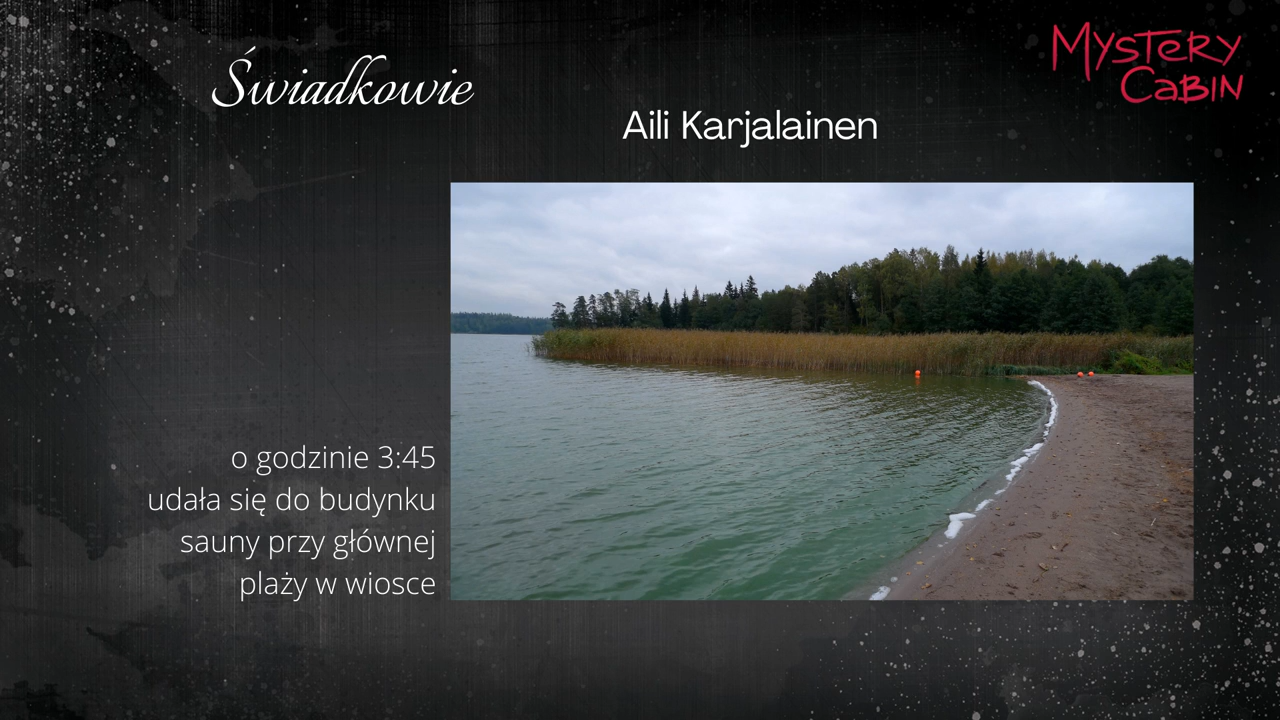 Świadkowie
MYSTERY
CABIN
Aili Karjalainen
o godzinie 3:45
udała się do budynku
sauny przy głównej
plaży w wiosce